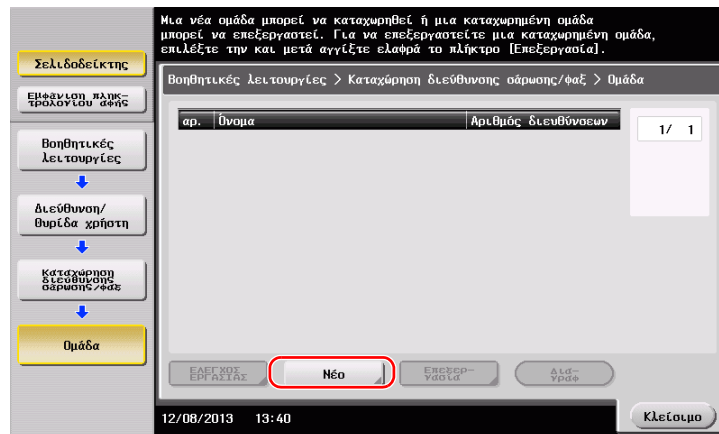 Μια νέα ομάδα μπορεί να καταχωρηθεί ή μια καταχωρημένη ομάδα
μπορεί να επεξεργαστεί. Για να επεξεργαστείτε μια καταχωρημένη ομάδα,
επιλέξτε την και μετά αγγίξτε ελαφρά το πλήκτρο [Επεξεργασία].
Σελιδοδείκτης
Εμφάνιση πληκ-
τρολογίου αφής
Βοηθητικές
λειτουργίες
Διεύθυνση/
θυρίδα χρήστη
Καταχώρηση
διεύθυνσης
σάρωσης/φαξ
Ομάδα
Βοηθητικές λειτουργίες > Καταχώρηση διεύθυνσης σάρωσης/φαξ > Ομάδα
αρ. Όνομα Αριθμός διευθύνσεων
1/ 1
ΕΛΕΓΧΟΣ
ΕΡΓΑΣΙΑΣ
Νέο
Επεξερ-
γασία
Δια-
γραφ
12/08/2013 13:40
Κλείσιμο